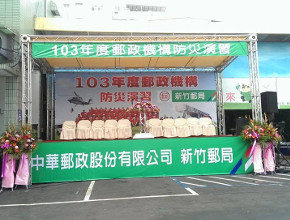 103年度郵政機構防災演習
103年度郵政機構
防災演習 新竹郵局
來
中華郵政股份有限公司 新竹郵局